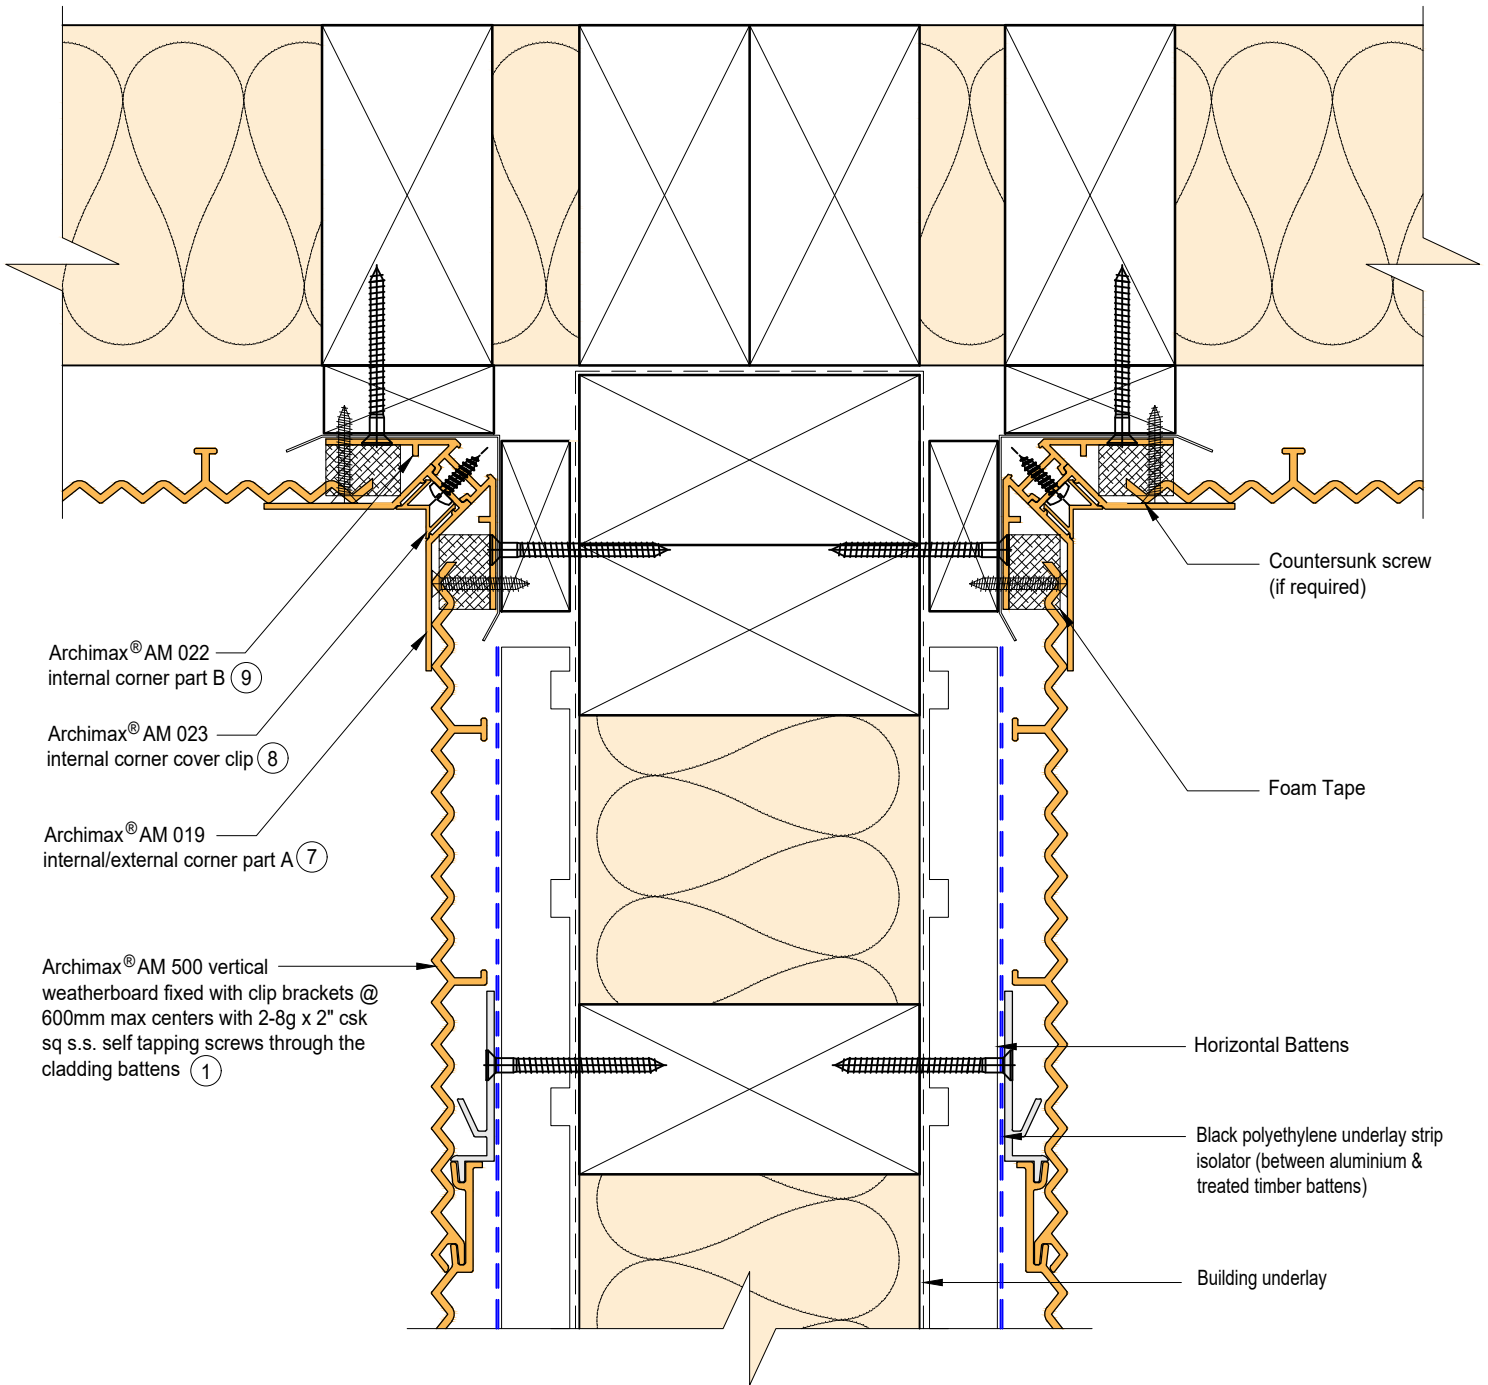 Archimax® AM 022
internal corner part B 9
Archimax® AM 023
internal corner cover clip 8
Archimax® AM 019
internal/external corner part A 7
Archimax® AM 500 vertical
weatherboard fixed with clip brackets @
600mm max centers with 2-8g x 2" csk
sq s.s. self tapping screws through the
cladding battens 1
Countersunk screw
(if required)
Foam Tape
Horizontal Battens
Black polyethylene underlay strip
isolator (between aluminium &
treated timber battens)
Building underlay